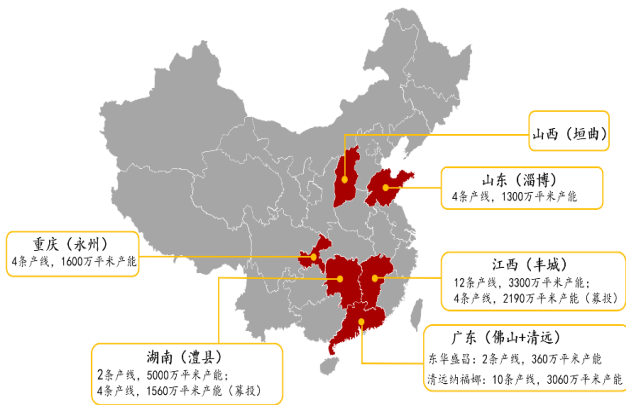 山西（垣曲）
山东（淄博）
4条产线，1300万平米产能
重庆（永州）
4条产线，1600万平米产能
江西（丰城）
12条产线，3300万平米产能；
4条产线，2190万平米产能（募投）
湖南（澧县）
2条产线，5000万平米产能；
4条产线，1560万平米产能（募投）
广东（佛山+清远）
东华盛昌：2条产线，360万平米产能
清远纳福娜：10条产线，3060万平米产能